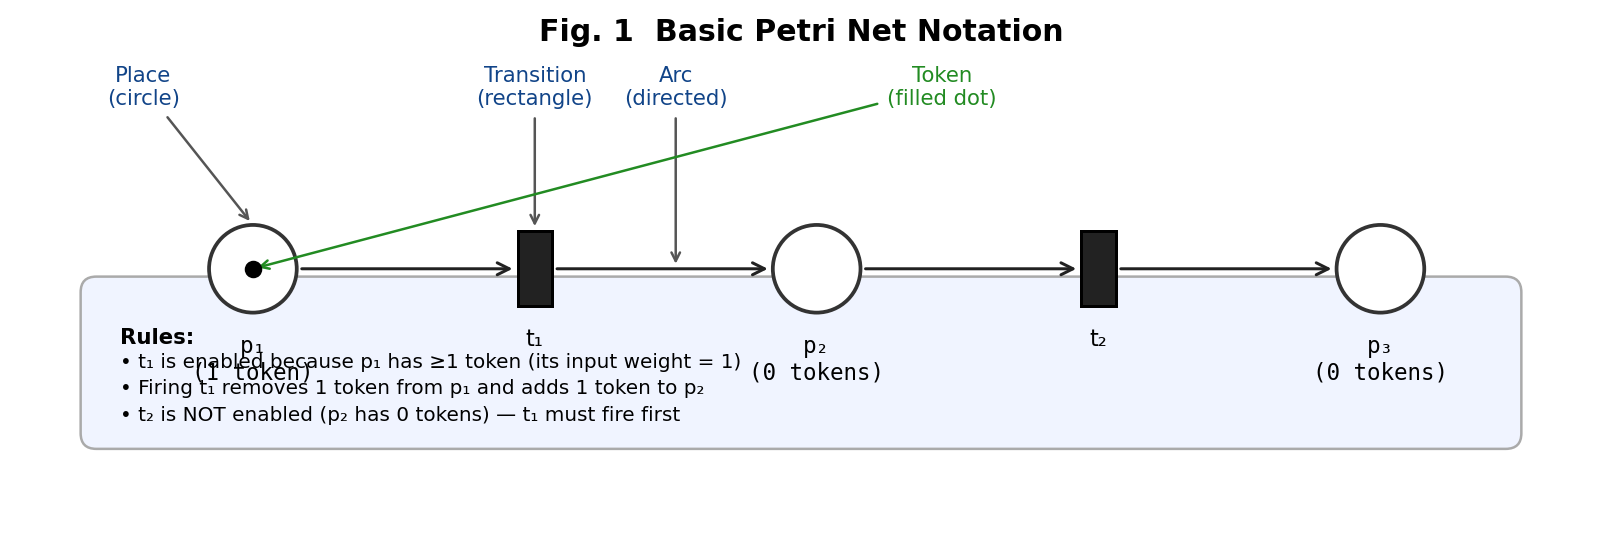 Fig. 1  Basic Petri Net Notation
Place
(circle)
Transition
(rectangle)
Arc
(directed)
Token
(filled dot)
Rules:
p₁
(1 token)
t₁
p₂
(0 tokens)
t₂
p₃
(0 tokens)
• t₁ is enabled because p₁ has ≥1 token (its input weight = 1)
• Firing t₁ removes 1 token from p₁ and adds 1 token to p₂
• t₂ is NOT enabled (p₂ has 0 tokens) — t₁ must fire first